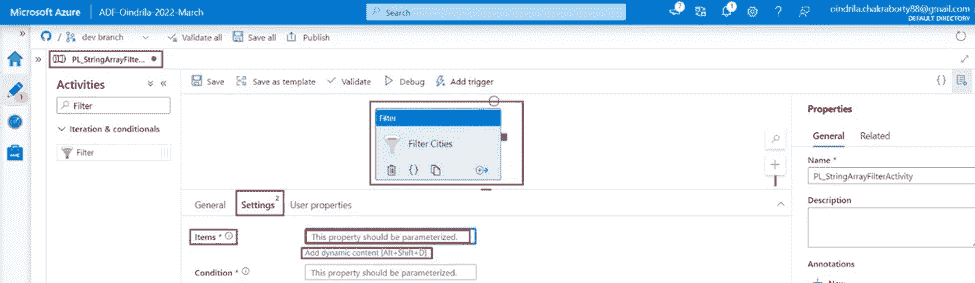 Microsoft Azure ADF-Oindrila-2022-March Search oindrila.chakraborty88@gmail.com
DEFAULT DIRECTORY
dev branch Validate all Save all Publish
PL_StringArrayFilte...
Activities Save Save as template Validate Debug Add trigger
Properties
Filter
General Related
Iteration & conditionals
Filter
Filter
Filter Cities
Name *
PL_StringArrayFilterActivity
Description
General Settings 2 User properties
Items * This property should be parameterized.
Add dynamic content [Alt+Shift+D]
Condition * This property should be parameterized.
Annotations
New